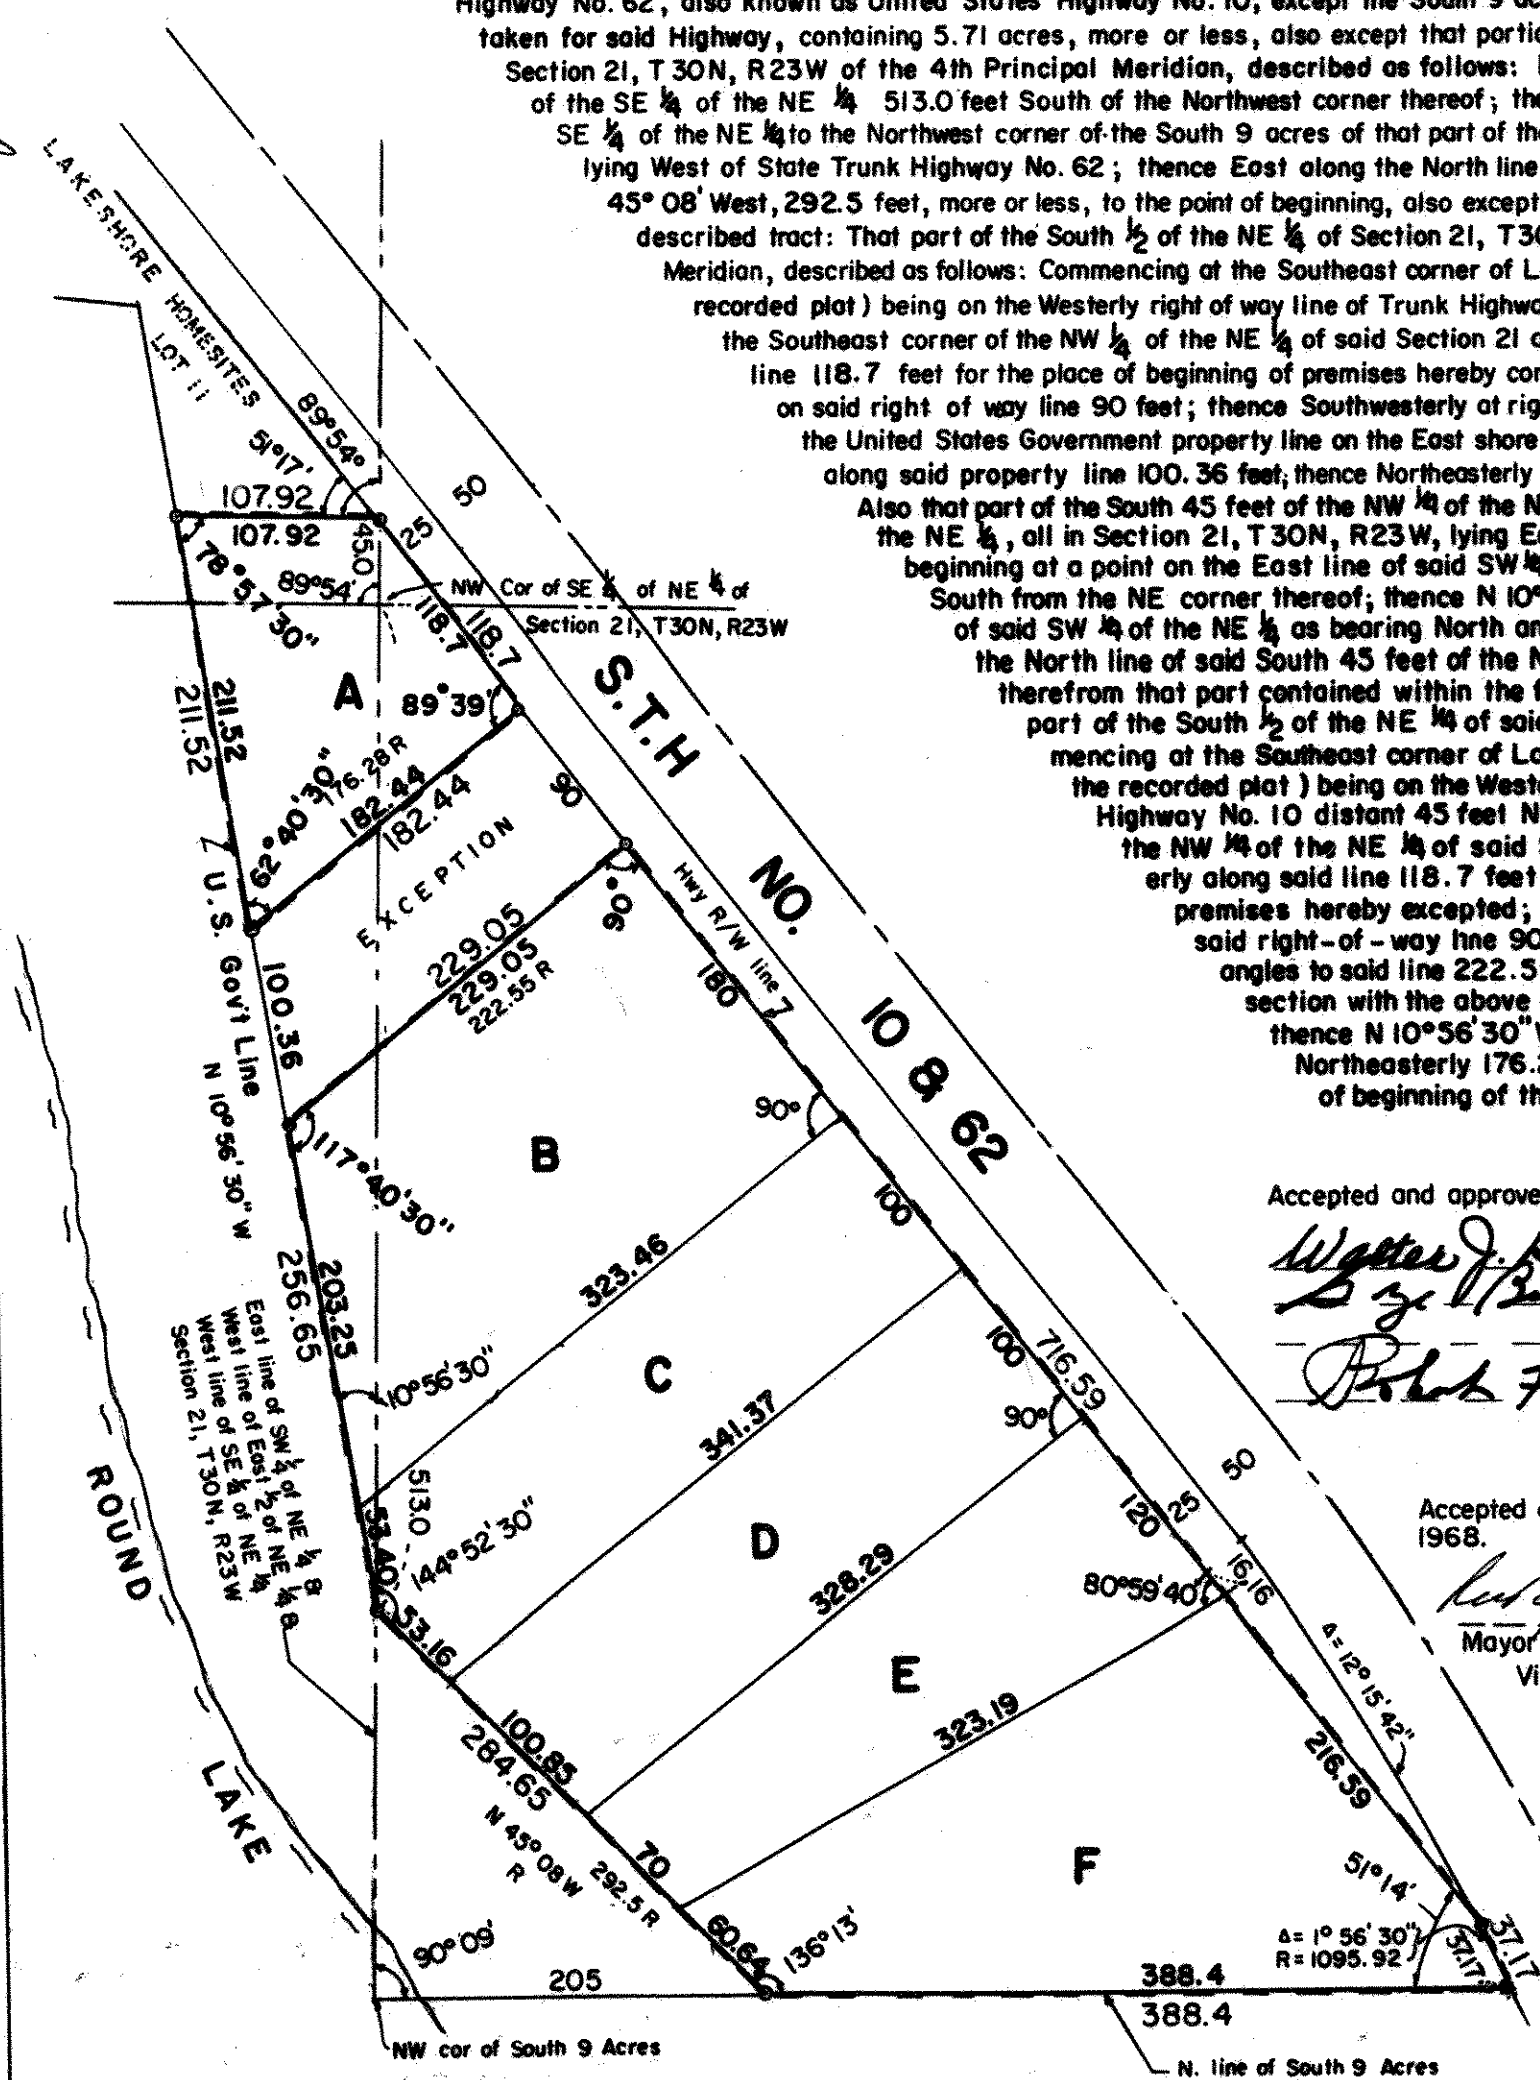 Highway No. 62, also known as United States Highway No. 10, except the South 9 ac
taken for said Highway, containing 5.71 acres, more or less, also except that portio
Section 21, T 30N, R23W of the 4th Principal Meridian, described as follows:
of the SE ¼ of the NE ¼ 513.0 feet South of the Northwest corner thereof; the
SE ¼ of the NE ¼ to the Northwest corner of the South 9 acres of that part of the
lying West of State Trunk Highway No. 62; thence East along the North line
45° 08' West, 292.5 feet, more or less, to the point of beginning, also except
described tract: That part of the South ½ of the NE ¼ of Section 21, T30
Meridian, described as follows: Commencing at the Southeast corner of L
recorded plat) being on the Westerly right of way line of Trunk Highwa
the Southeast corner of the NW ¼ of the NE ¼ of said Section 21
line 118.7 feet for the place of beginning of premises hereby con
on said right of way line 90 feet; thence Southwesterly at rig
the United States Government property line on the East shore
along said property line 100.36 feet; thence Northeasterly
Also that part of the South 45 feet of the NW ¼ of the N
the NE ¼, all in Section 21, T30N, R23W, lying Ea
beginning at a point on the East line of said SW ¼
South from the NE corner thereof; thence N 10°
of said SW ¼ of the NE ¼ as bearing North an
the North line of said South 45 feet of the N
therefrom that part contained within the f
part of the South ½ of the NE ¼ of said
mencing at the Southeast corner of Lo
the recorded plat) being on the Weste
Highway No. 10 distant 45 feet N
the NW ¼ of the NE ¼ of said
erly along said line 118.7 feet
premises hereby excepted;
said right-of-way line 90
angles to said line 222.5
section with the above
thence N 10°56'30"W
Northeasterly 176.2
of beginning of th
LAKESHORE HOMESITES
LOT 11
89°54'
51°17'
107.92
107.92
45.0
25
50
78°57'30"
89°54'
NW Cor of SE ¼ of NE ¼ of
Section 21, T30N, R23W
118.7
118.7
A
89°39'
211.52
211.52
176.28 R
182.44
182.44
62°40'30"
90
EXCEPTION
S.T.H NO. 10 & 62
Hwy R/W line
U.S. Gov't Line
100.36
N 10°56'30" W
229.05
229.05
222.55 R
90°
180
90°
B
117°40'30"
203.25
256.65
323.46
100
10°56'30"
C
341.37
100
716.59
90°
East line of SW ¼ of NE ¼ &
West line of East ½ of NE ¼ &
West line of SE ¼ of NE ¼
Section 21, T30N, R23W
513.0
53.40
144°52'30"
53.16
D
328.29
120
25
50
16.16
80°59'40"
E
323.19
100.85
284.65
N 45°08 W
R
292.5 R
70
60.64
136°13'
Δ=12°15'42"
216.59
F
51°14'
Δ=1°56'30"
R=1095.92
37.17
37.17
ROUND LAKE
90°09'
205
388.4
388.4
NW cor of South 9 Acres
N. line of South 9 Acres
Accepted and approve
Walter J.
Robert F
Accepted
1968.
Mayor
Vi